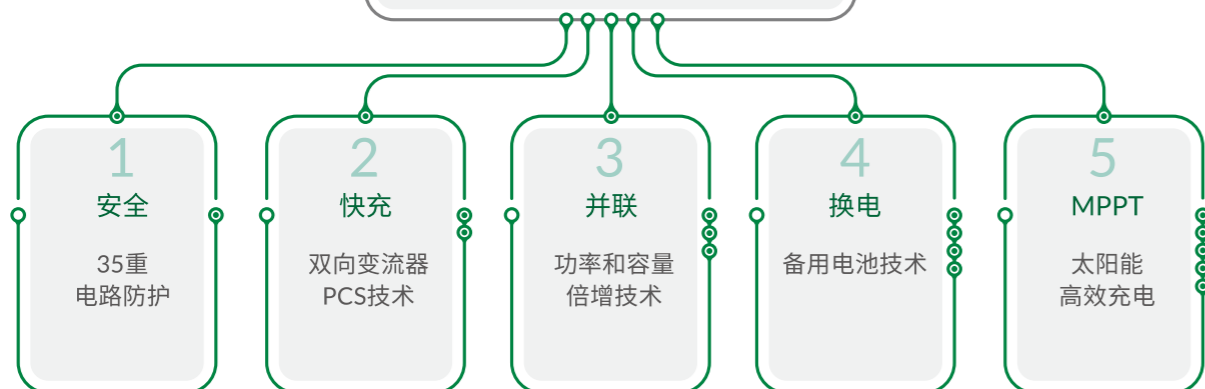 1
安全
35重
电路防护
2
快充
双向变流器
PCS技术
3
并联
功率和容量
倍增技术
4
换电
备用电池技术
5
MPPT
太阳能
高效充电